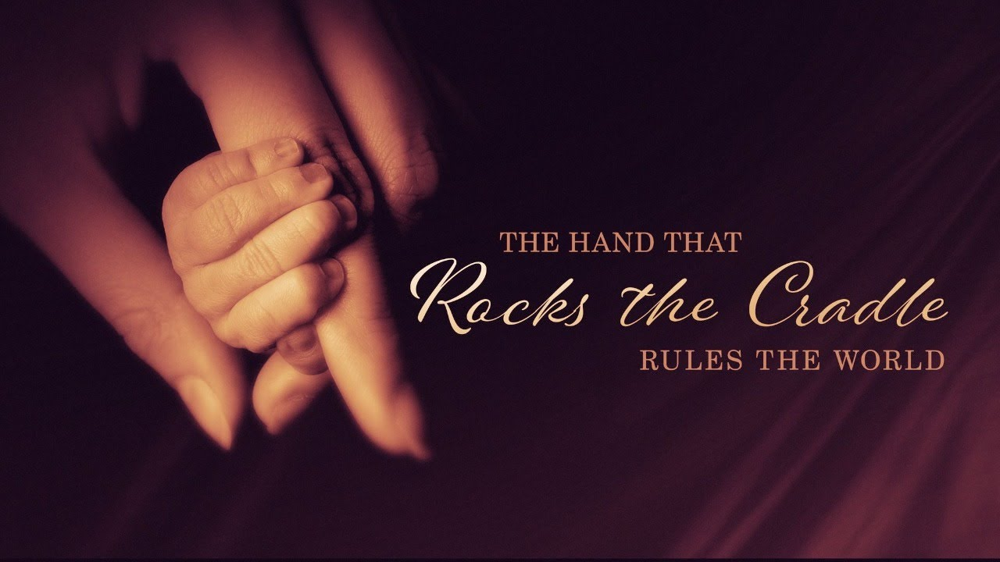 THE HAND THAT
Rocks the Cradle
RULES THE WORLD